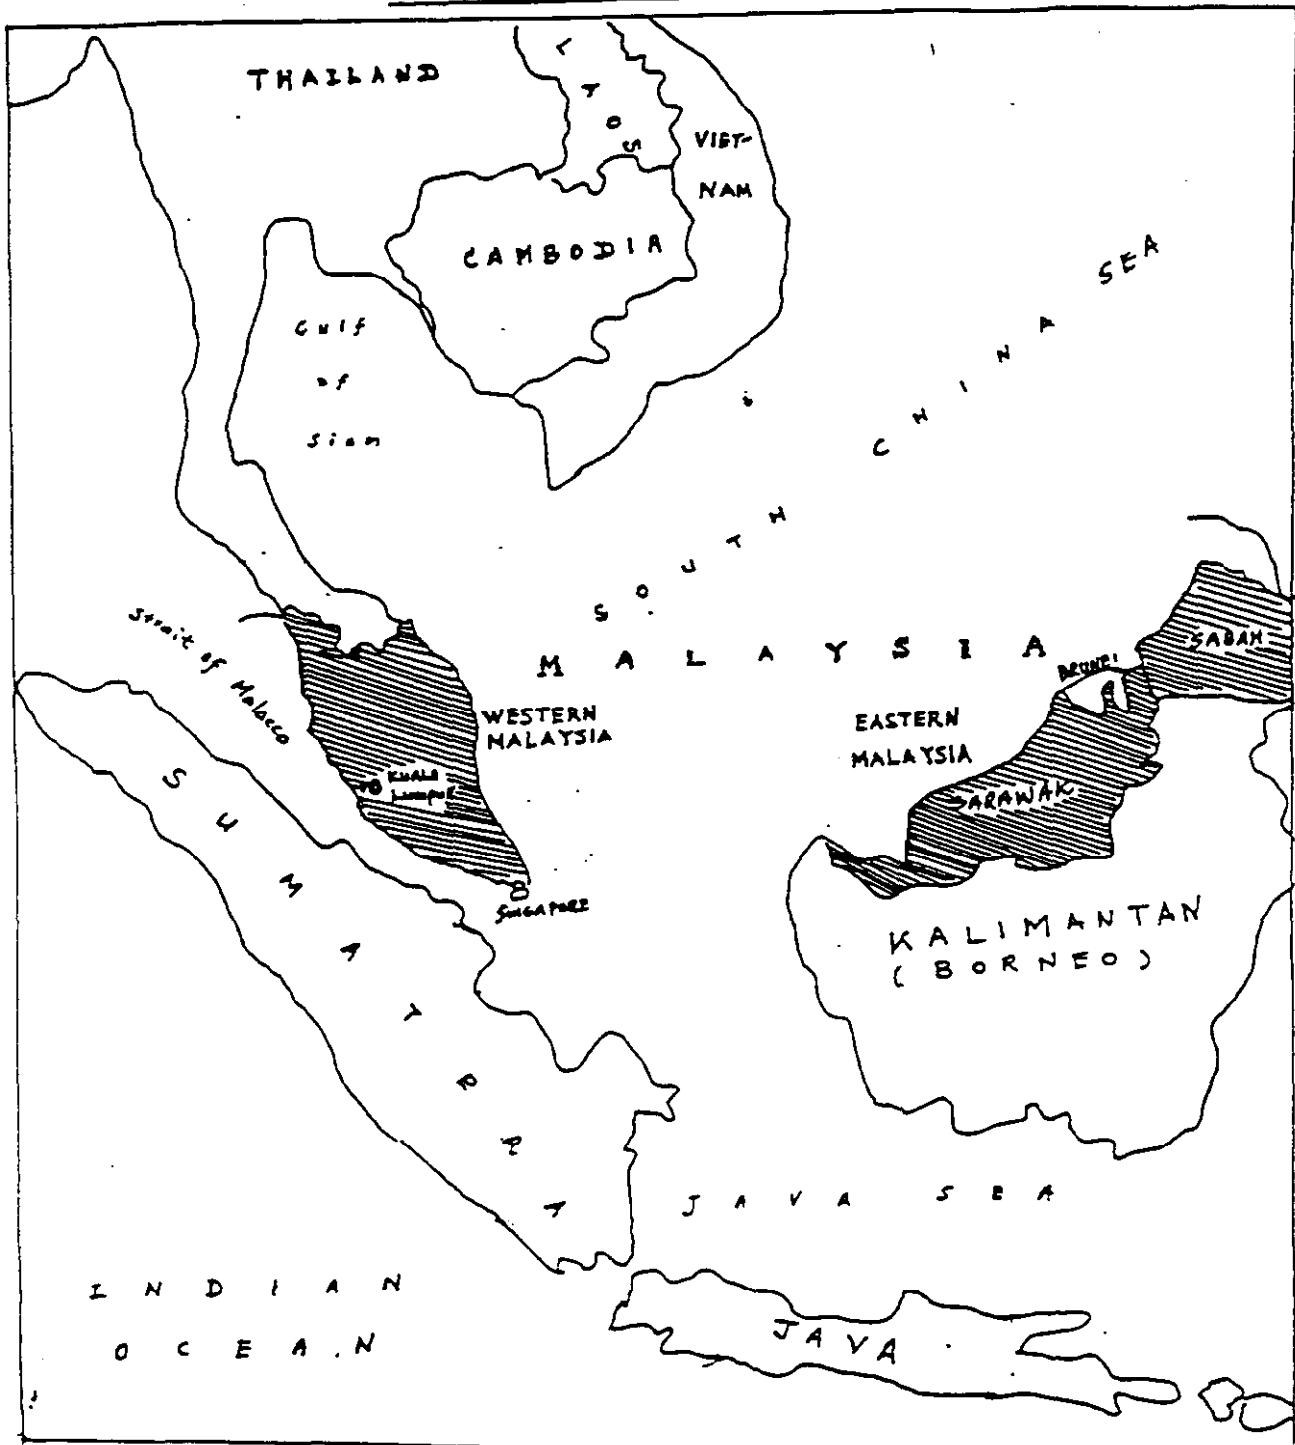 THAILAND
LAOS
VIET-
NAM
CAMBODIA
SOUTH CHINA SEA
Gulf
of
Siam
Strait of Malacca
MALAYSIA
SABAH
BRUNEI
WESTERN
MALAYSIA
EASTERN
MALAYSIA
KUALA
Lumpur
SARAWAK
SINGAPORE
SUMATRA
KALIMANTAN
(BORNEO)
JAVA SEA
INDIAN
OCEAN
JAVA